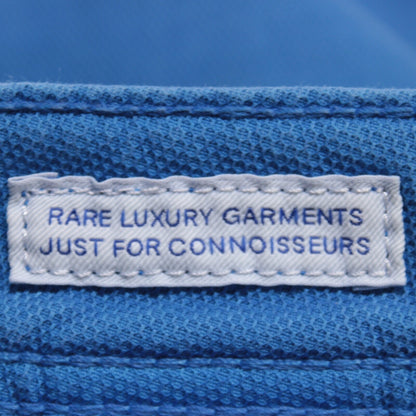 RARE LUXURY GARMENTS
JUST FOR CONNOISSEURS